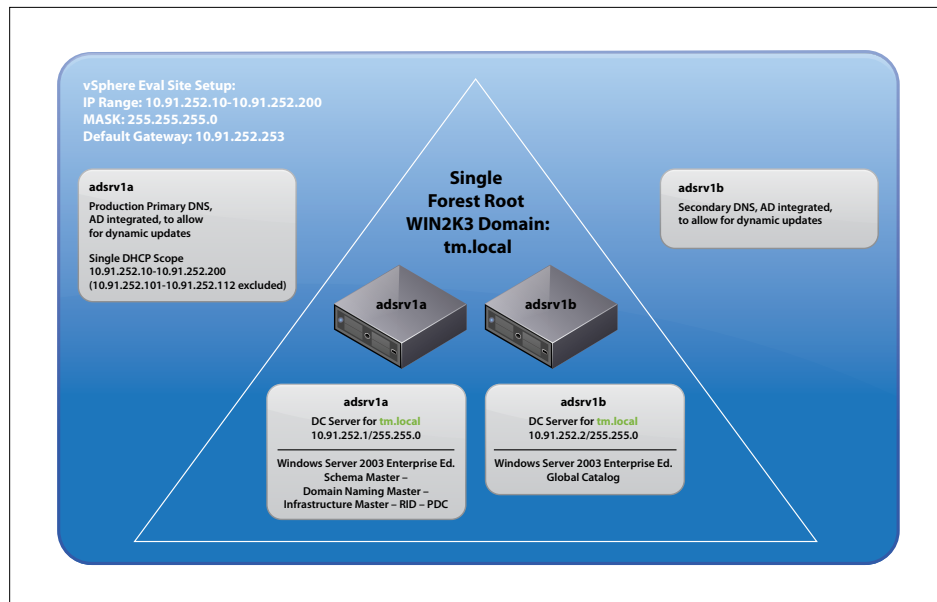 vSphere Eval Site Setup:
IP Range: 10.91.252.10-10.91.252.200
MASK: 255.255.255.0
Default Gateway: 10.91.252.253
adsrv1a
Production Primary DNS,
AD integrated, to allow
for dynamic updates
Single DHCP Scope
10.91.252.10-10.91.252.200
(10.91.252.101-10.91.252.112 excluded)
Single
Forest Root
WIN2K3 Domain:
tm.local
adsrv1b
Secondary DNS, AD integrated,
to allow for dynamic updates
adsrv1a
adsrv1b
adsrv1a
DC Server for tm.local
10.91.252.1/255.255.0
Windows Server 2003 Enterprise Ed.
Schema Master –
Domain Naming Master –
Infrastructure Master – RID – PDC
adsrv1b
DC Server for tm.local
10.91.252.2/255.255.0
Windows Server 2003 Enterprise Ed.
Global Catalog